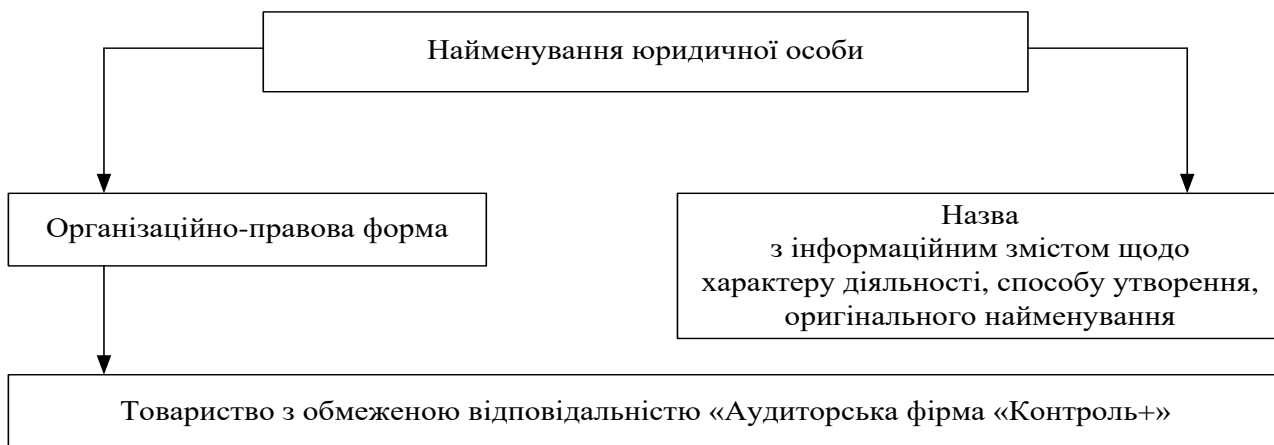 Найменування юридичної особи
Організаційно-правова форма
Назва
з інформаційним змістом щодо
характеру діяльності, способу утворення,
оригінального найменування
Товариство з обмеженою відповідальністю «Аудиторська фірма «Контроль+»